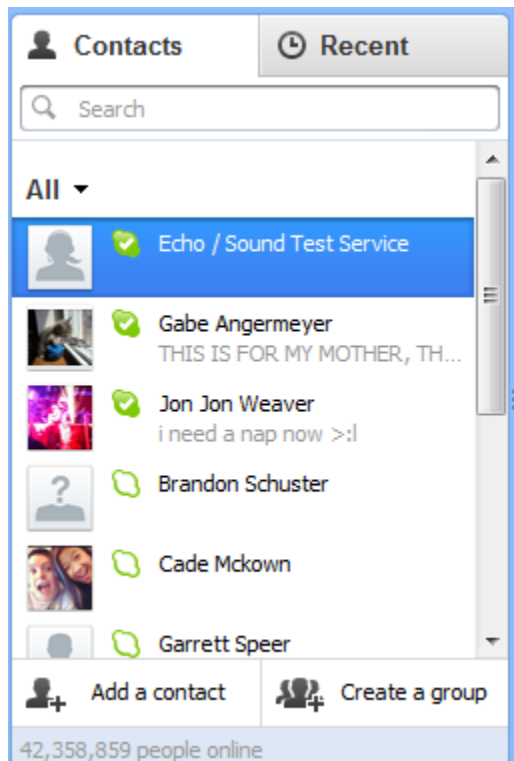 Contacts
Recent
Search
All
Echo / Sound Test Service
Gabe Angermeyer
THIS IS FOR MY MOTHER, TH...
Jon Jon Weaver
i need a nap now >:l
Brandon Schuster
Cade Mckown
Garrett Speer
Add a contact
Create a group
42,358,859 people online